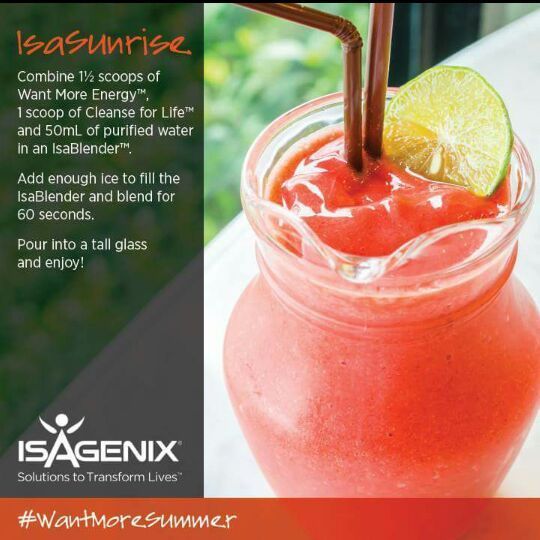 IsaSunrise
Combine 1½ scoops of
Want More Energy™,
1 scoop of Cleanse for Life™
and 50mL of purified water
in an IsaBlender™.
Add enough ice to fill the
IsaBlender and blend for
60 seconds.
Pour into a tall glass
and enjoy!
ISAGENIX®
Solutions to Transform Lives™
#WantMoreSummer